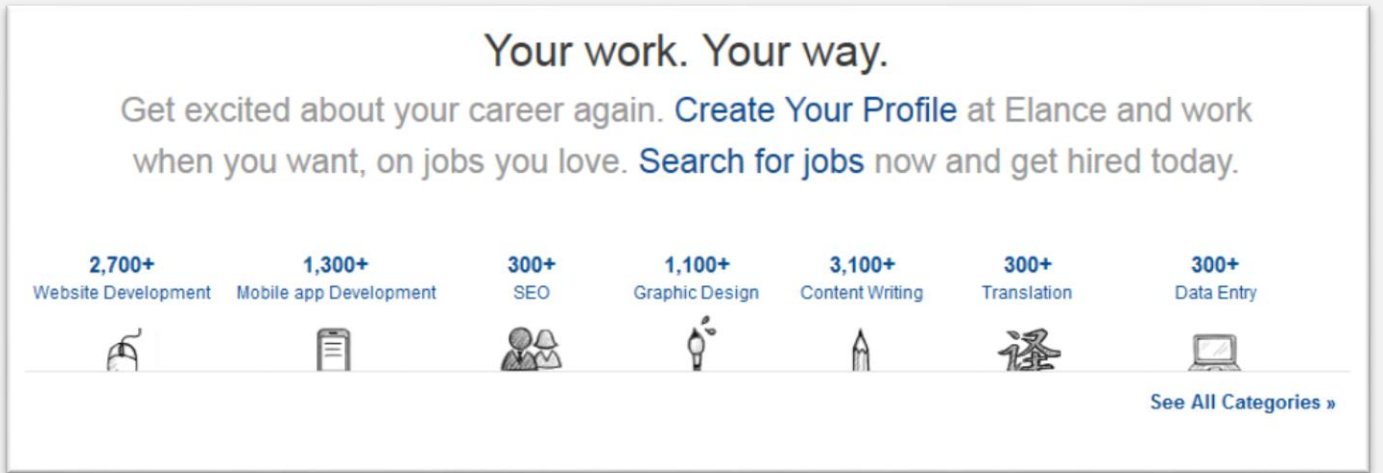 Your work. Your way.
Get excited about your career again. Create Your Profile at Elance and work
when you want, on jobs you love. Search for jobs now and get hired today.
2,700+ 1,300+ 300+ 1,100+ 3,100+ 300+ 300+
Website Development Mobile app Development SEO Graphic Design Content Writing Translation Data Entry
译
See All Categories »